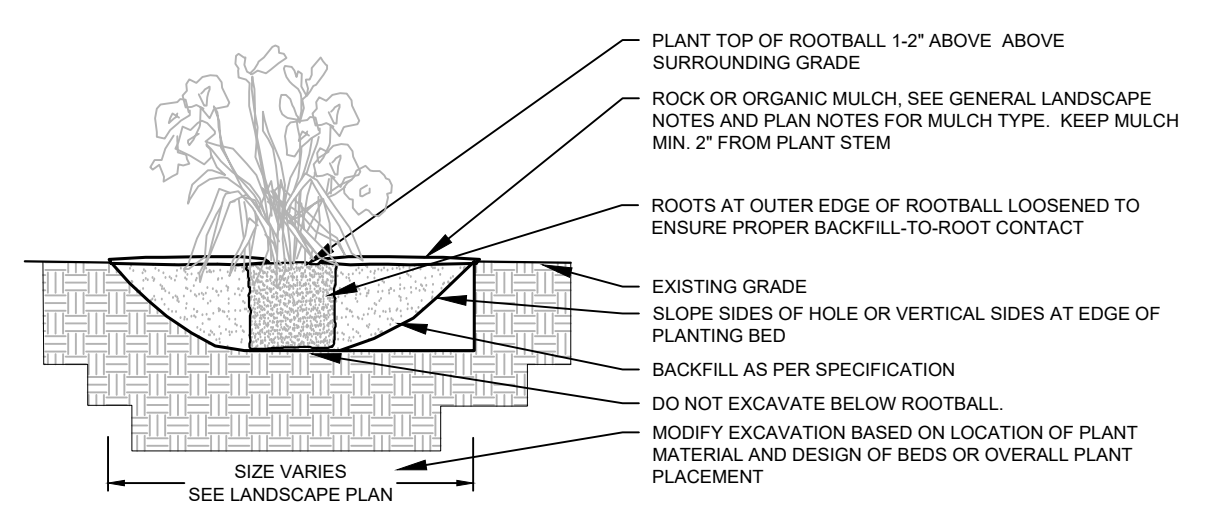 PLANT TOP OF ROOTBALL 1-2" ABOVE ABOVE
SURROUNDING GRADE
ROCK OR ORGANIC MULCH, SEE GENERAL LANDSCAPE
NOTES AND PLAN NOTES FOR MULCH TYPE. KEEP MULCH
MIN. 2" FROM PLANT STEM
ROOTS AT OUTER EDGE OF ROOTBALL LOOSENED TO
ENSURE PROPER BACKFILL-TO-ROOT CONTACT
EXISTING GRADE
SLOPE SIDES OF HOLE OR VERTICAL SIDES AT EDGE OF
PLANTING BED
BACKFILL AS PER SPECIFICATION
DO NOT EXCAVATE BELOW ROOTBALL.
MODIFY EXCAVATION BASED ON LOCATION OF PLANT
MATERIAL AND DESIGN OF BEDS OR OVERALL PLANT
PLACEMENT
SIZE VARIES
SEE LANDSCAPE PLAN